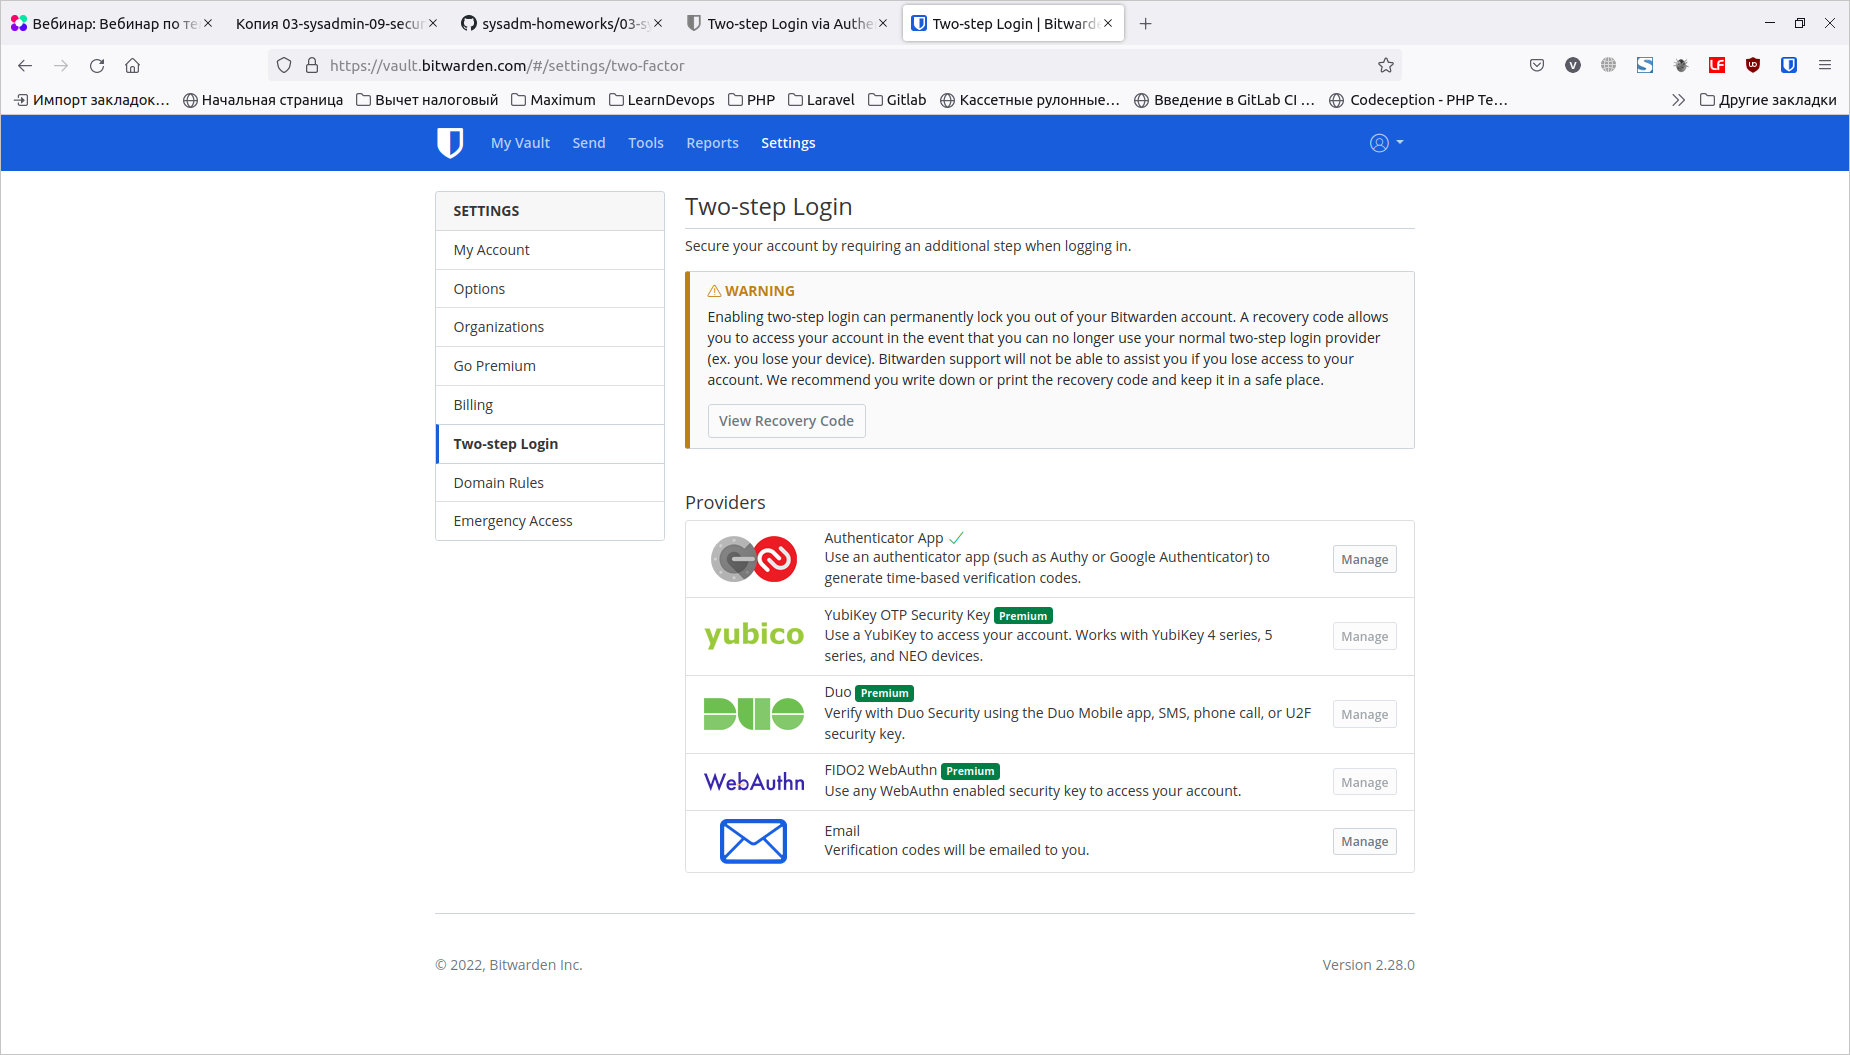 Вебинар: Вебинар по те
Копия 03-sysadmin-09-secur
sysadm-homeworks/03-sy
Two-step Login via Authe
Two-step Login | Bitwarde
https://vault.bitwarden.com/#/settings/two-factor
Импорт закладок…
Начальная страница
Вычет налоговый
Maximum
LearnDevops
PHP
Laravel
Gitlab
Кассетные рулонные…
Введение в GitLab CI …
Codeception - PHP Te…
Другие закладки
My Vault
Send
Tools
Reports
Settings
SETTINGS
My Account
Options
Organizations
Go Premium
Billing
Two-step Login
Domain Rules
Emergency Access
Two-step Login
Secure your account by requiring an additional step when logging in.
WARNING
Enabling two-step login can permanently lock you out of your Bitwarden account. A recovery code allows
you to access your account in the event that you can no longer use your normal two-step login provider
(ex. you lose your device). Bitwarden support will not be able to assist you if you lose access to your
account. We recommend you write down or print the recovery code and keep it in a safe place.
View Recovery Code
Providers
Authenticator App
Use an authenticator app (such as Authy or Google Authenticator) to
generate time-based verification codes.
Manage
yubico
YubiKey OTP Security Key Premium
Use a YubiKey to access your account. Works with YubiKey 4 series, 5
series, and NEO devices.
Manage
DUO
Duo Premium
Verify with Duo Security using the Duo Mobile app, SMS, phone call, or U2F
security key.
Manage
WebAuthn
FIDO2 WebAuthn Premium
Use any WebAuthn enabled security key to access your account.
Manage
Email
Verification codes will be emailed to you.
Manage
© 2022, Bitwarden Inc.
Version 2.28.0